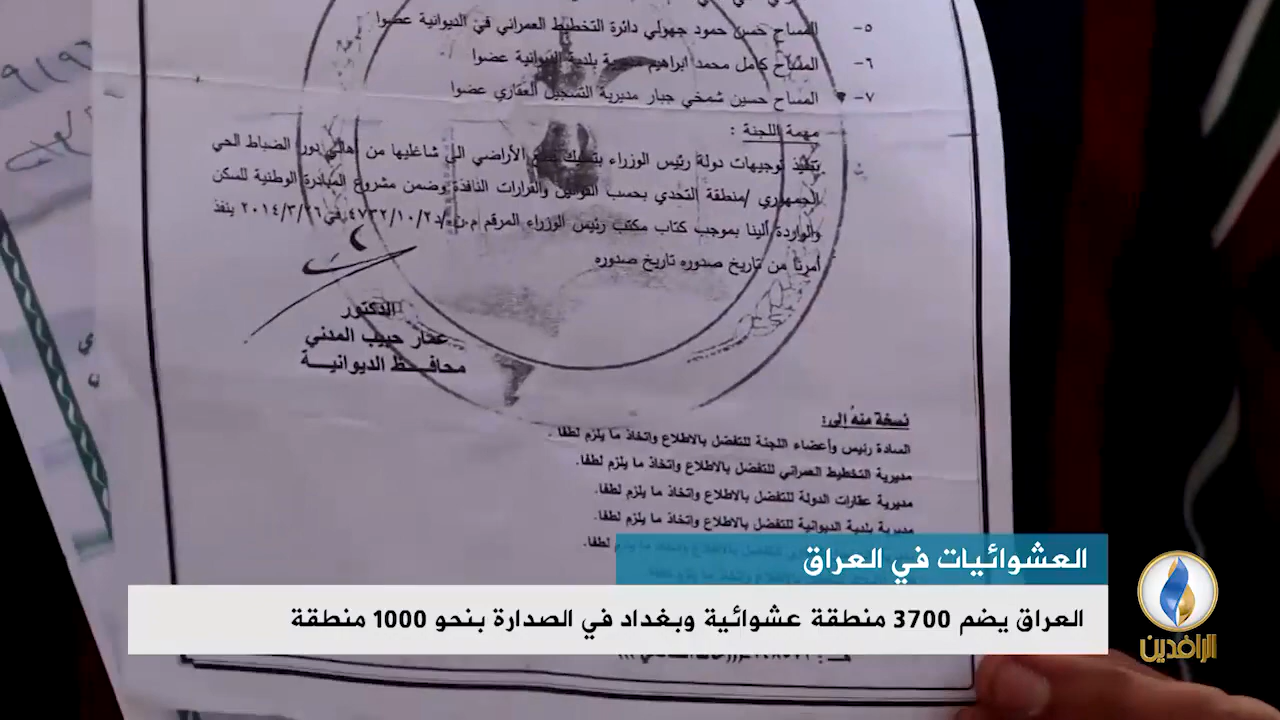 ٥- المساح حسن حمود جهولي دائرة التخطيط العمراني في الديوانية عضوا
٦- المساح كامل محمد ابراهيم بلدية الديوانية عضوا
٧- المساح حسين شمخي جبار مديرية التسجيل العقاري عضوا
مهمة اللجنة :
تنفيذ توجيهات دولة رئيس الوزراء بتمليك قطع الأراضي الى شاغليها من اهالي دور الضباط الحي
الجمهوري /منطقة التحدي بحسب القوانين والقرارات النافذة وضمن مشروع المبادرة الوطنية للسكن
والواردة ألينا بموجب كتاب مكتب رئيس الوزراء المرقم م.ن/د٤٧٣٢/١٠/٢ في ٢٠١٤/٣/٢٦ ينفذ
أمرنا من تاريخ صدوره تاريخ صدوره
الدكتور
عمار حبيب المدني
محافظ الديوانية
نسخة منه إلى:
السادة رئيس وأعضاء اللجنة للتفضل بالاطلاع واتخاذ ما يلزم لطفا .
مديرية التخطيط العمراني للتفضل بالاطلاع واتخاذ ما يلزم لطفا.
مديرية عقارات الدولة للتفضل بالاطلاع واتخاذ ما يلزم لطفا.
مديرية بلدية الديوانية للتفضل بالاطلاع واتخاذ ما يلزم لطفا.
لطفا.
العشوائيات في العراق
العراق يضم 3700 منطقة عشوائية وبغداد في الصدارة بنحو 1000 منطقة
الرافدين